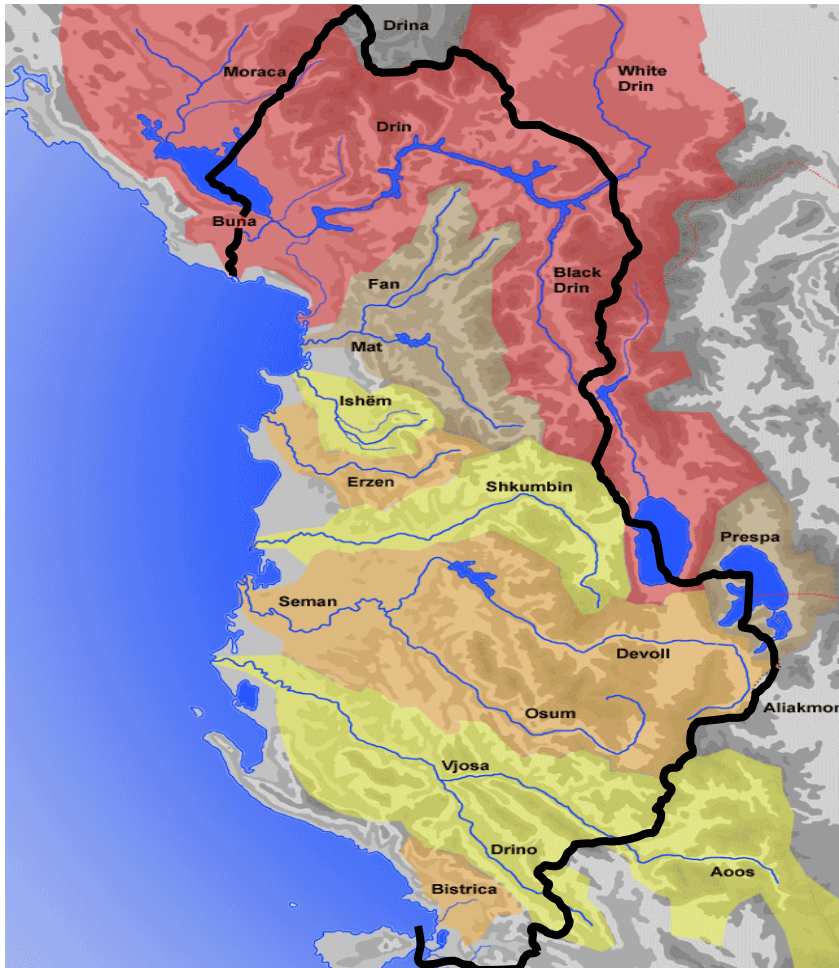 Drina
Moraca
White
Drin
Drin
Buna
Black
Drin
Fan
Mat
Ishëm
Erzen
Shkumbin
Prespa
Seman
Devoll
Osum
Aliakmon
Vjosa
Drino
Aoos
Bistrica